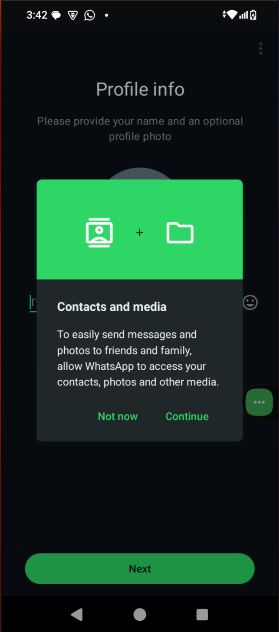 3:42
Profile info
Please provide your name and an optional
profile photo
Contacts and media
To easily send messages and
photos to friends and family,
allow WhatsApp to access your
contacts, photos and other media.
Not now
Continue
Next